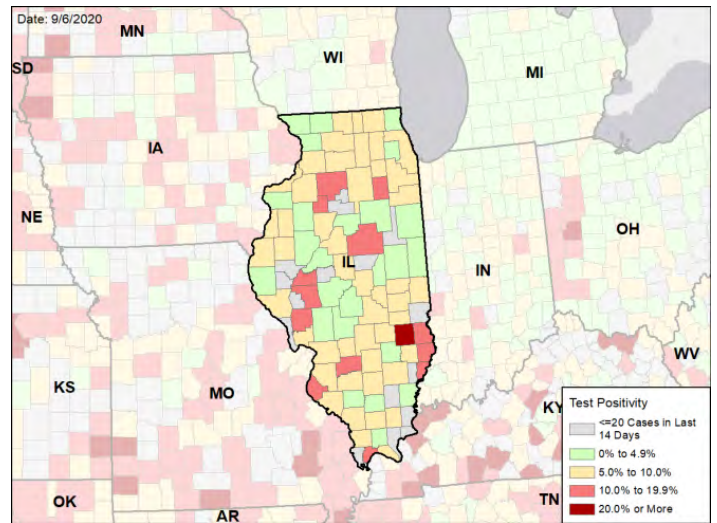 Date: 9/6/2020
MN
SD
WI
MI
IA
NE
OH
IL
IN
WV
KS
MO
KY
OK
AR
TN
Test Positivity
<=20 Cases in Last
14 Days
0% to 4.9%
5.0% to 10.0%
10.0% to 19.9%
20.0% or More